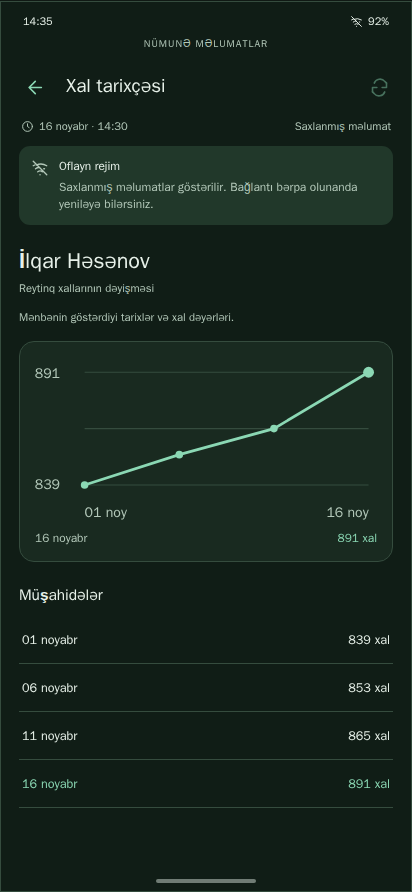 14:35
92%
NÜMUNƏ MƏLUMATLAR
Xal tarixçəsi
16 noyabr · 14:30
Saxlanmış məlumat
Oflayn rejim
Saxlanmış məlumatlar göstərilir. Bağlantı bərpa olunanda
yeniləyə bilərsiniz.
İlqar Həsənov
Reytinq xallarının dəyişməsi
Mənbənin göstərdiyi tarixlər və xal dəyərləri.
891
839
01 noy
16 noy
16 noyabr
891 xal
Müşahidələr
01 noyabr
839 xal
06 noyabr
853 xal
11 noyabr
865 xal
16 noyabr
891 xal